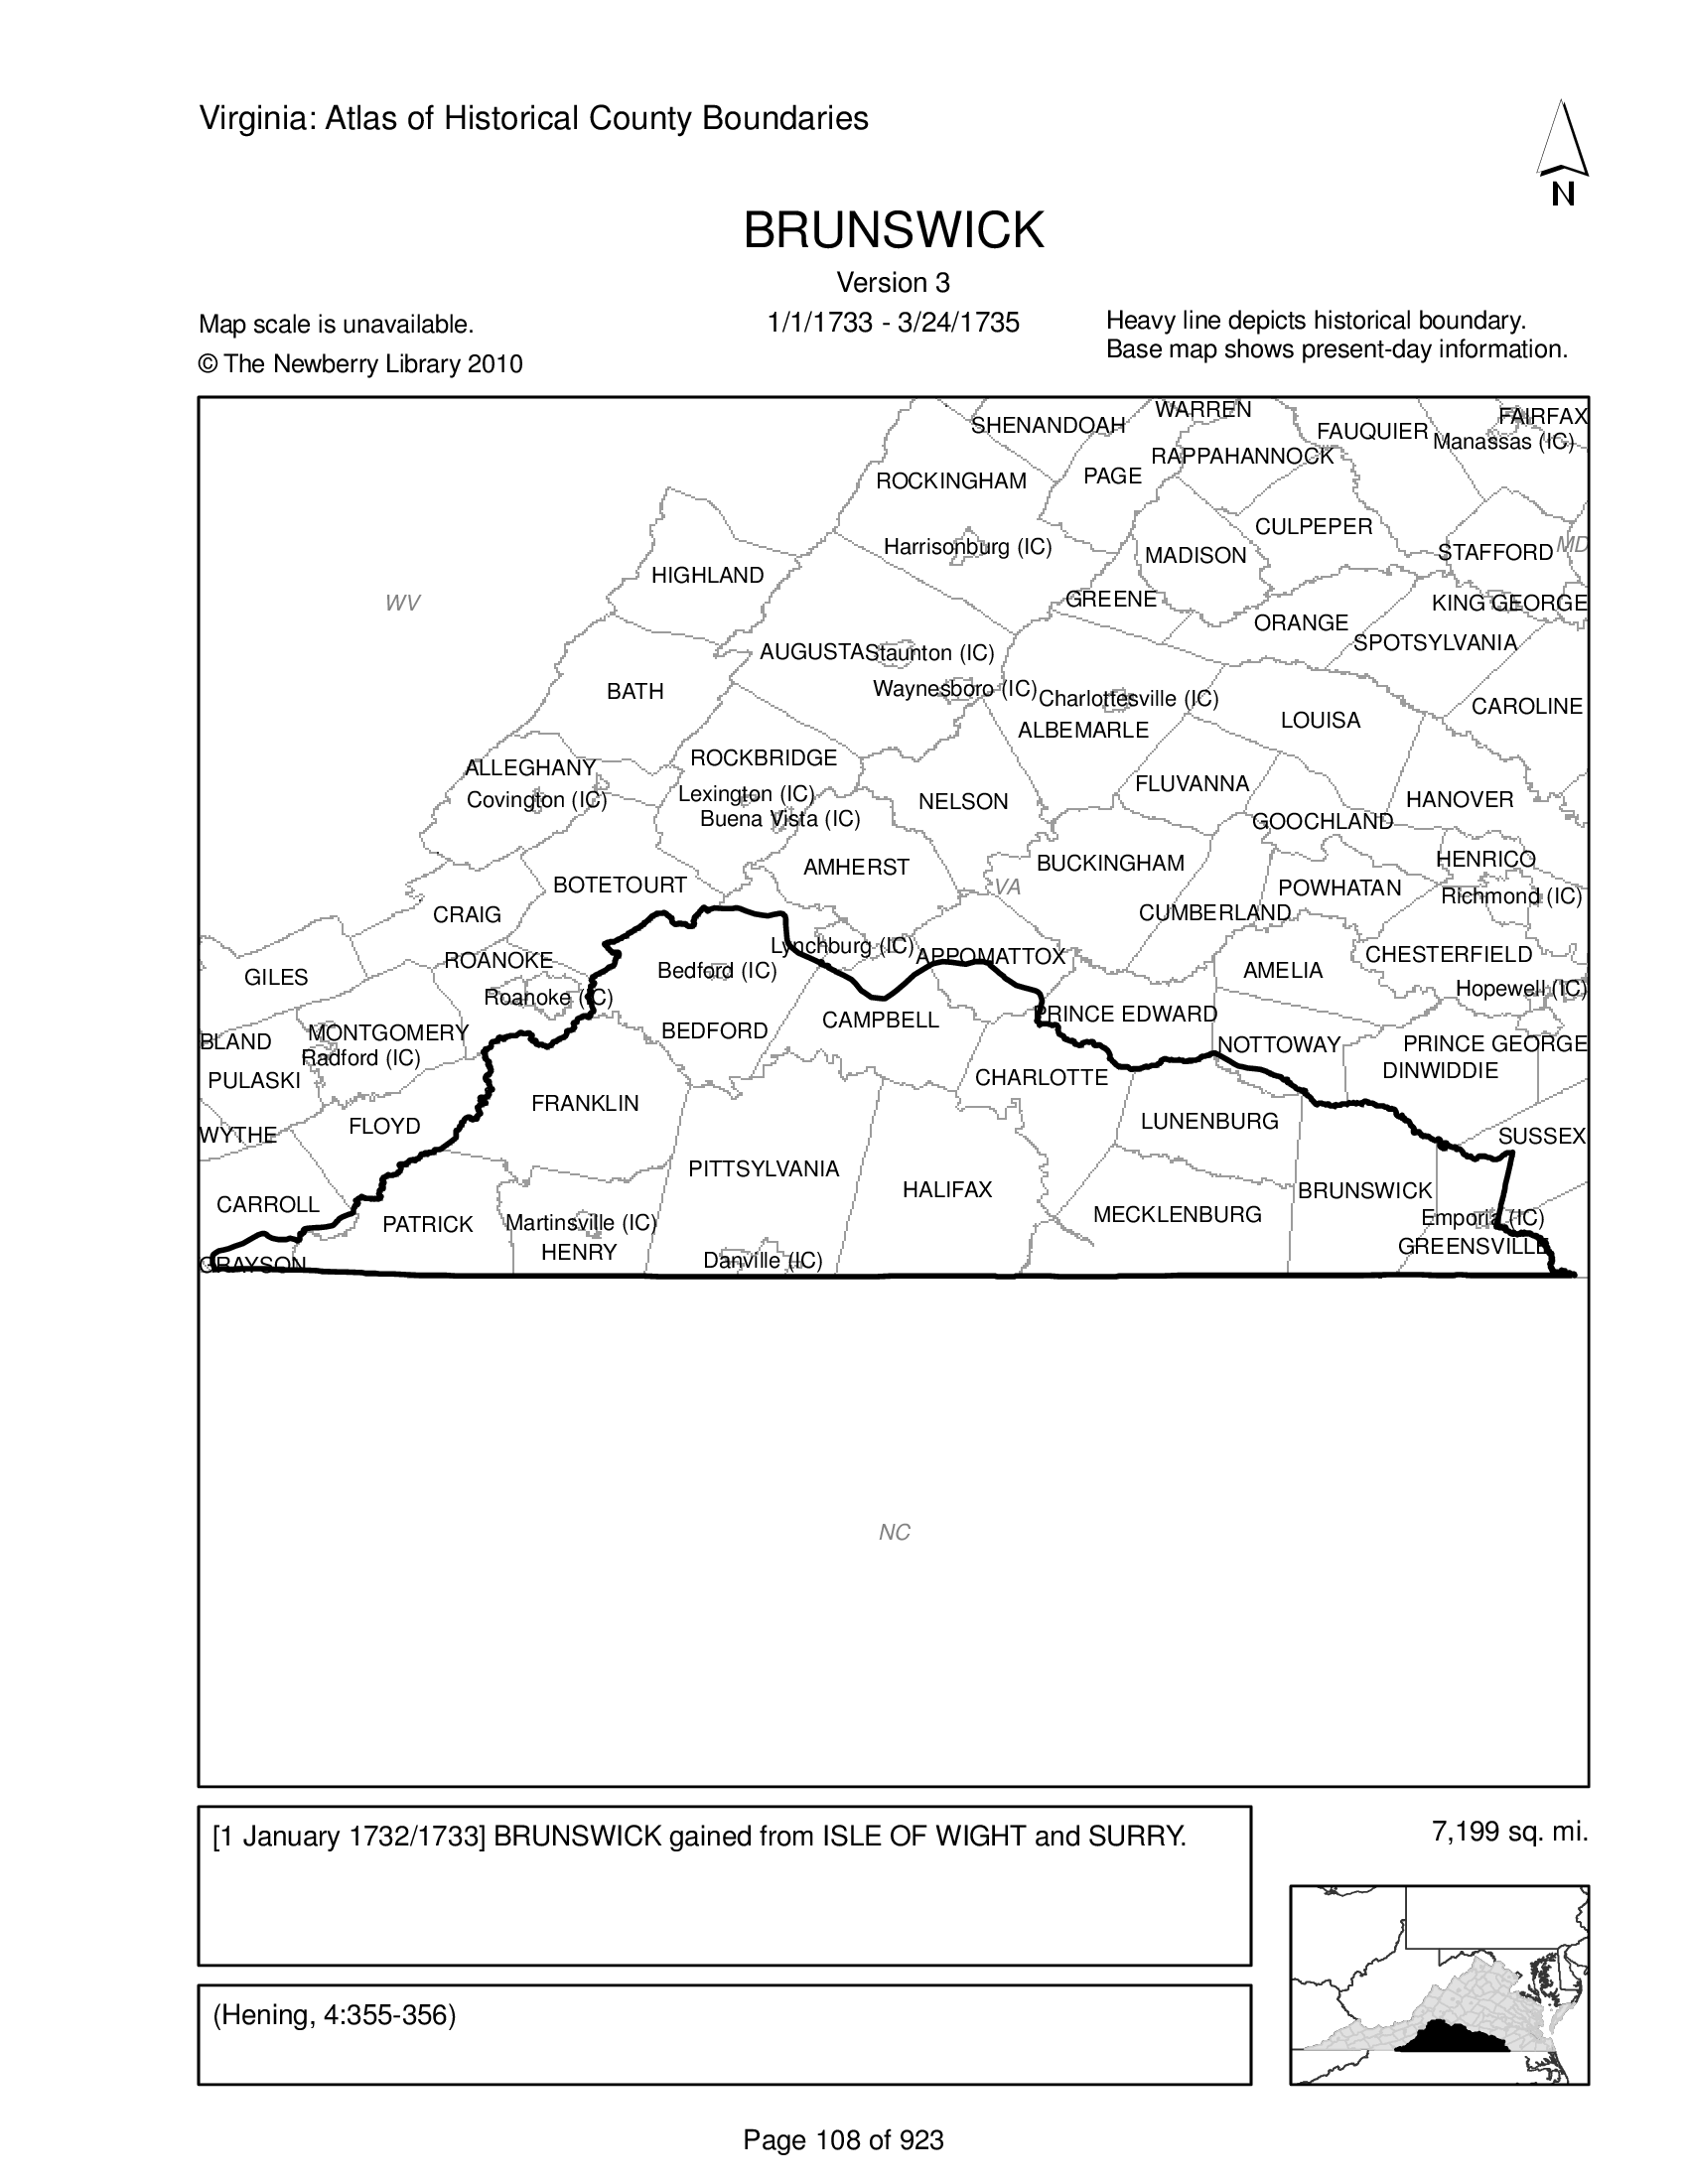 Virginia: Atlas of Historical County Boundaries
N
BRUNSWICK
Version 3
Map scale is unavailable.
1/1/1733 - 3/24/1735
Heavy line depicts historical boundary.
Base map shows present-day information.
© The Newberry Library 2010
WARREN
SHENANDOAH
FAIRFAX
FAUQUIER
Manassas (IC)
RAPPAHANNOCK
PAGE
ROCKINGHAM
CULPEPER
Harrisonburg (IC)
MADISON
STAFFORD
MD
HIGHLAND
WV
GREENE
KING GEORGE
ORANGE
SPOTSYLVANIA
AUGUSTA
Staunton (IC)
BATH
Waynesboro (IC)
Charlottesville (IC)
CAROLINE
LOUISA
ALBEMARLE
ROCKBRIDGE
ALLEGHANY
FLUVANNA
Lexington (IC)
Covington (IC)
NELSON
HANOVER
Buena Vista (IC)
GOOCHLAND
HENRICO
BUCKINGHAM
AMHERST
BOTETOURT
VA
POWHATAN
Richmond (IC)
CRAIG
CUMBERLAND
Lynchburg (IC)
APPOMATTOX
CHESTERFIELD
ROANOKE
GILES
Bedford (IC)
AMELIA
Hopewell (IC)
Roanoke (IC)
PRINCE EDWARD
CAMPBELL
BEDFORD
MONTGOMERY
BLAND
NOTTOWAY
PRINCE GEORGE
Radford (IC)
DINWIDDIE
PULASKI
CHARLOTTE
FRANKLIN
LUNENBURG
FLOYD
WYTHE
SUSSEX
PITTSYLVANIA
HALIFAX
BRUNSWICK
CARROLL
MECKLENBURG
Emporia (IC)
PATRICK
Martinsville (IC)
GREENSVILLE
HENRY
Danville (IC)
GRAYSON
NC
[1 January 1732/1733] BRUNSWICK gained from ISLE OF WIGHT and SURRY.
7,199 sq. mi.
(Hening, 4:355-356)
Page 108 of 923